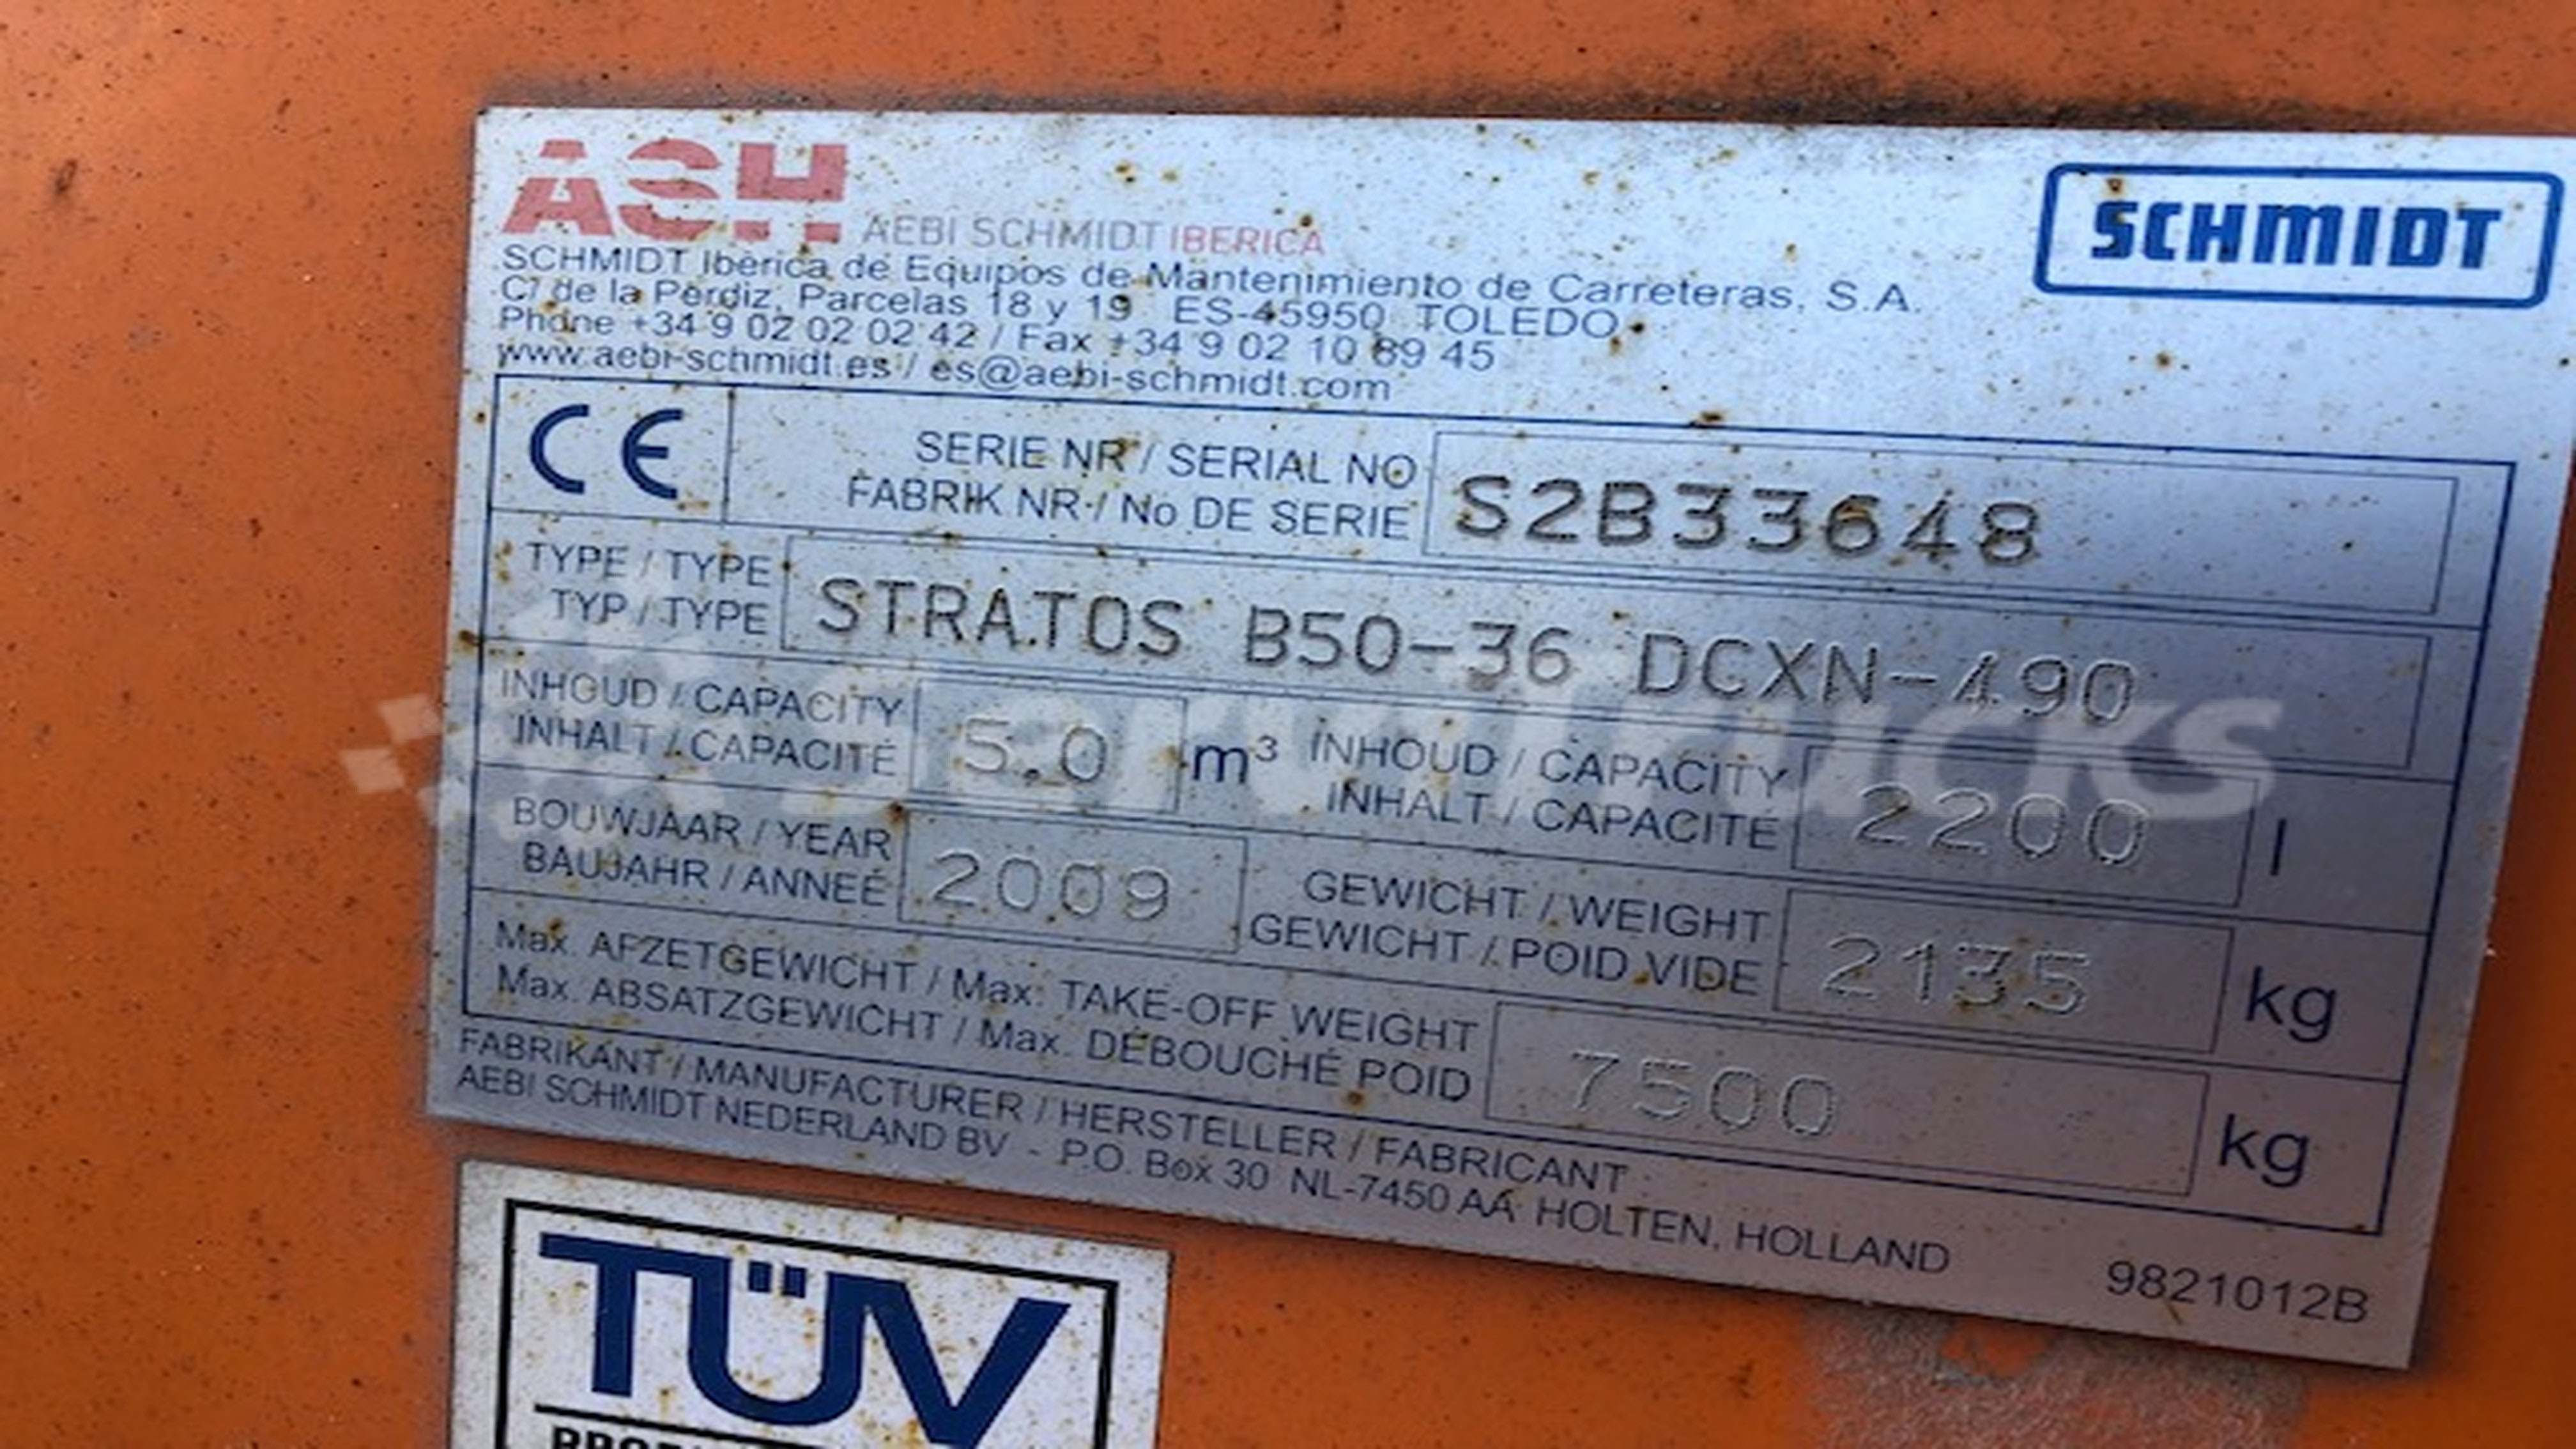 ASH AEBI SCHMIDT IBERICA
SCHMIDT
SCHMIDT Ibérica de Equipos de Mantenimiento de Carreteras, S.A.
C/ de la Perdiz, Parcelas 18 y 19 ES-45950 TOLEDO
Phone +34 9 02 02 02 42 / Fax +34 9 02 10 89 45
www.aebi-schmidt.es / es@aebi-schmidt.com
CE
SERIE NR / SERIAL NO
FABRIK NR / No DE SERIE
S2B33648
TYPE / TYPE
TYP / TYPE
STRATOS B50-36 DCXN-490
INHOUD / CAPACITY
INHALT / CAPACITÉ
5.0 m³
INHOUD / CAPACITY
INHALT / CAPACITÉ
2200 l
BOUWJAAR / YEAR
BAUJAHR / ANNEÉ
2009
GEWICHT / WEIGHT
GEWICHT / POID VIDE
2135 kg
Max. AFZETGEWICHT / Max. TAKE-OFF WEIGHT
Max. ABSATZGEWICHT / Max. DÉBOUCHÉ POID
7500 kg
FABRIKANT / MANUFACTURER / HERSTELLER / FABRICANT
AEBI SCHMIDT NEDERLAND BV - P.O. Box 30 NL-7450 AA HOLTEN, HOLLAND
9821012B
TÜV